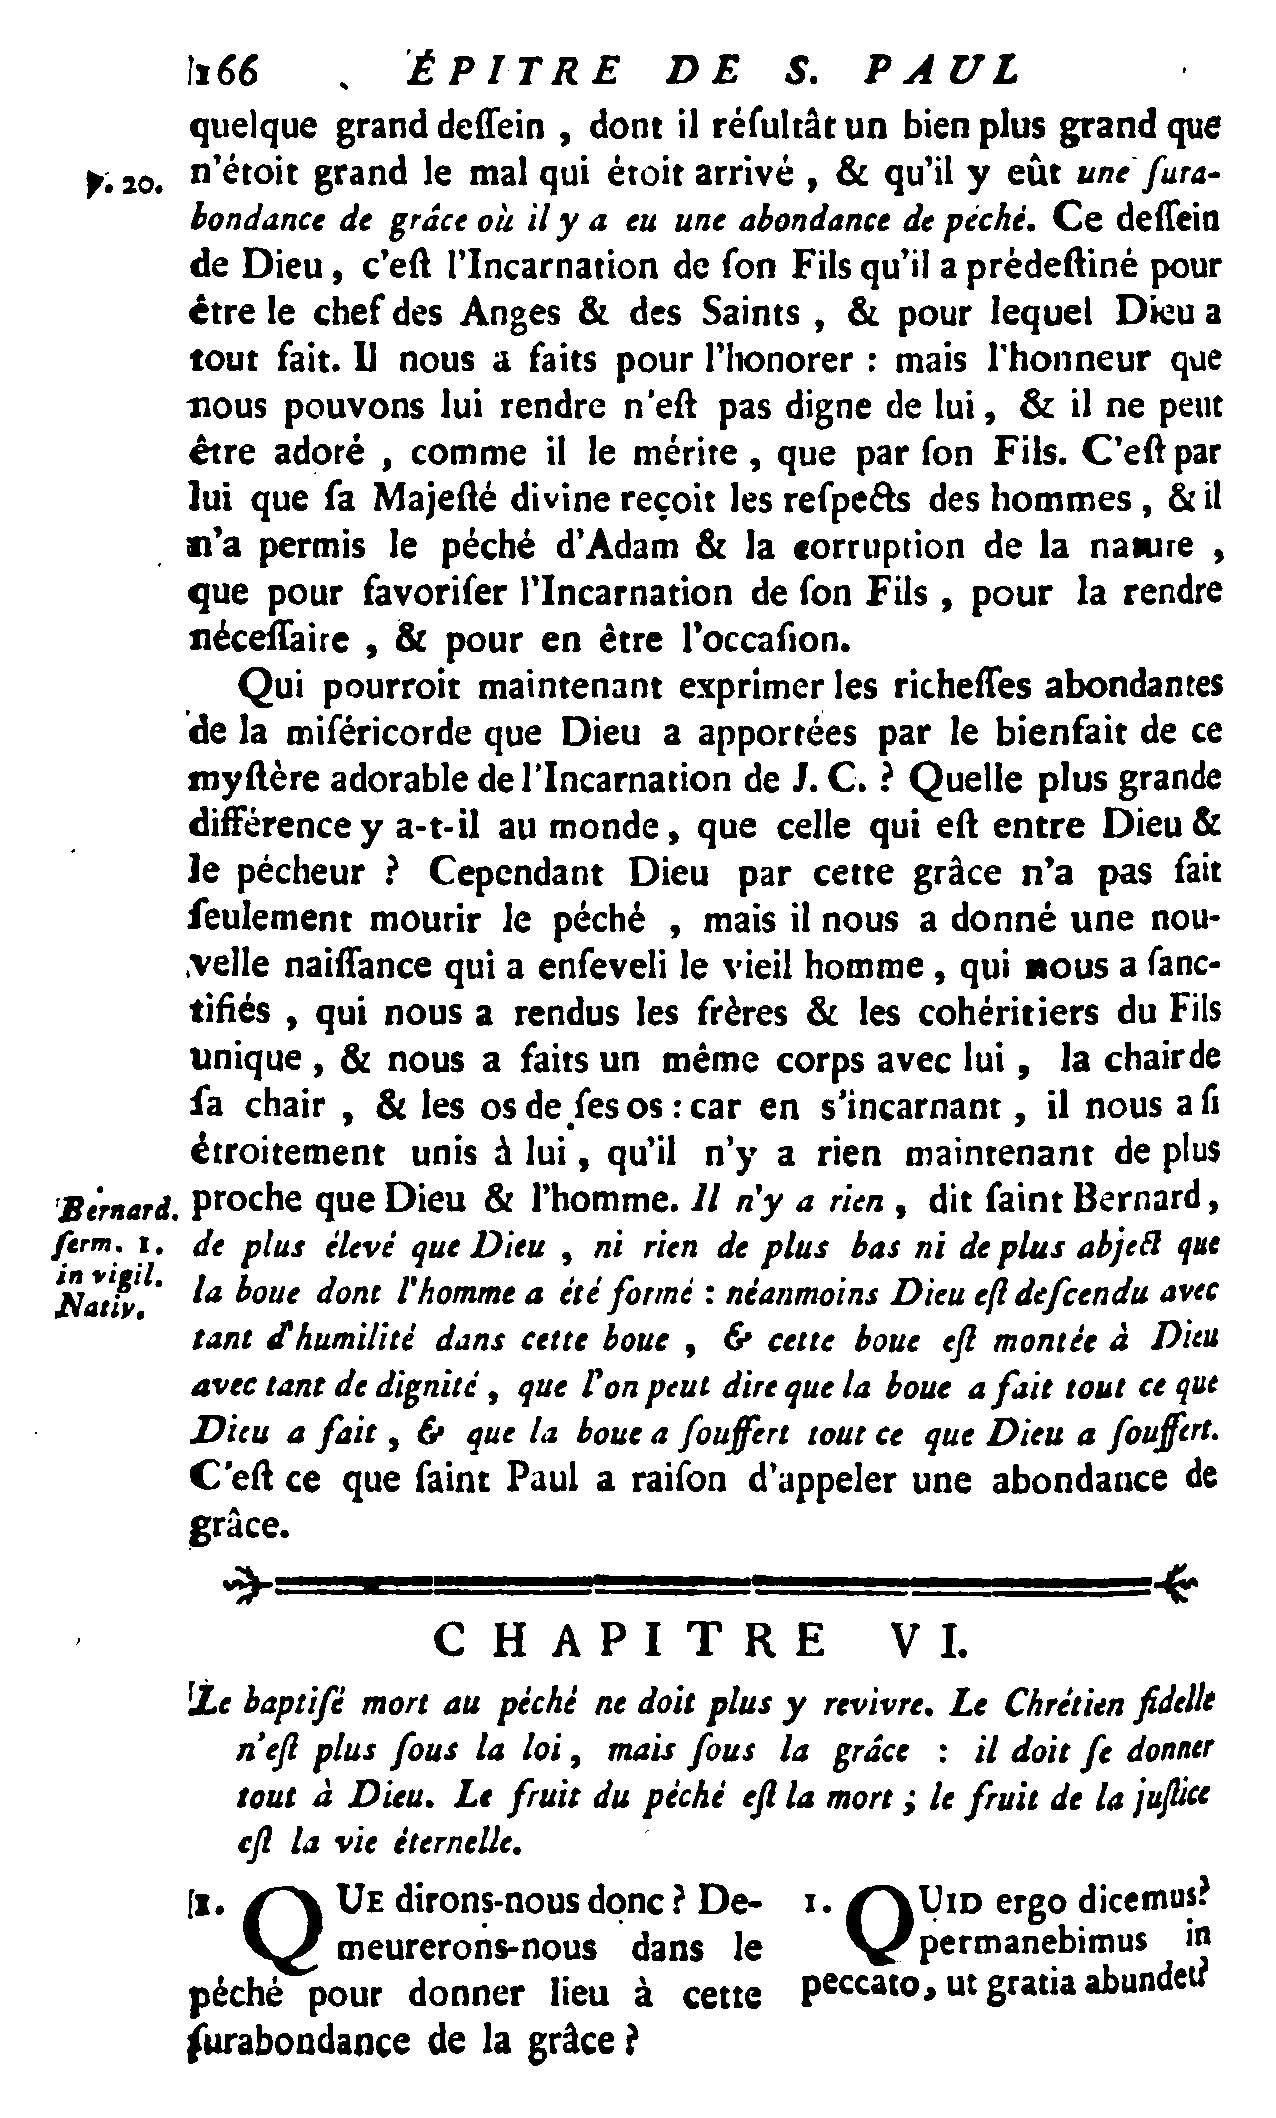 166 ÉPITRE DE S. PAUL
quelque grand deſſein , dont il réſultât un bien plus grand que
℣. 20. n'étoit grand le mal qui étoit arrivé , & qu'il y eût une ſura-
bondance de grâce où il y a eu une abondance de péché. Ce deſſein
de Dieu , c'eſt l'Incarnation de ſon Fils qu'il a prédeſtiné pour
être le chef des Anges & des Saints , & pour lequel Dieu a
tout fait. Il nous a faits pour l'honorer : mais l'honneur que
nous pouvons lui rendre n'eſt pas digne de lui , & il ne peut
être adoré , comme il le mérite , que par ſon Fils. C'eſt par
lui que ſa Majeſté divine reçoit les reſpects des hommes , & il
n'a permis le péché d'Adam & la corruption de la nature ,
que pour favoriſer l'Incarnation de ſon Fils , pour la rendre
néceſſaire , & pour en être l'occaſion.
Qui pourroit maintenant exprimer les richeſſes abondantes
de la miſéricorde que Dieu a apportées par le bienfait de ce
myſtère adorable de l'Incarnation de J. C. ? Quelle plus grande
différence y a-t-il au monde , que celle qui eſt entre Dieu &
le pécheur ? Cependant Dieu par cette grâce n'a pas fait
ſeulement mourir le péché , mais il nous a donné une nou-
velle naiſſance qui a enſeveli le vieil homme , qui nous a ſanc-
tifiés , qui nous a rendus les frères & les cohéritiers du Fils
unique , & nous a faits un même corps avec lui , la chair de
ſa chair , & les os de ſes os : car en s'incarnant , il nous a ſi
étroitement unis à lui , qu'il n'y a rien maintenant de plus
Bernard. proche que Dieu & l'homme. Il n'y a rien , dit ſaint Bernard ,
ſerm. 1. de plus élevé que Dieu , ni rien de plus bas ni de plus abject que
in vigil.
Nativ.
la boue dont l'homme a été formé : néanmoins Dieu eſt deſcendu avec
tant d'humilité dans cette boue , & cette boue eſt montée à Dieu
avec tant de dignité , que l'on peut dire que la boue a fait tout ce que
Dieu a fait , & que la boue a ſouffert tout ce que Dieu a ſouffert.
C'eſt ce que ſaint Paul a raiſon d'appeler une abondance de
grâce.
CHAPITRE VI.
Le baptiſé mort au péché ne doit plus y revivre. Le Chrétien fidelle
n'eſt plus ſous la loi , mais ſous la grâce : il doit ſe donner
tout à Dieu. Le fruit du péché eſt la mort ; le fruit de la juſtice
eſt la vie éternelle.
1. QUE dirons-nous donc ? De-
meurerons-nous dans le
péché pour donner lieu à cette
ſurabondance de la grâce ?
1. QUID ergo dicemus ?
permanebimus in
peccato, ut gratia abundet ?